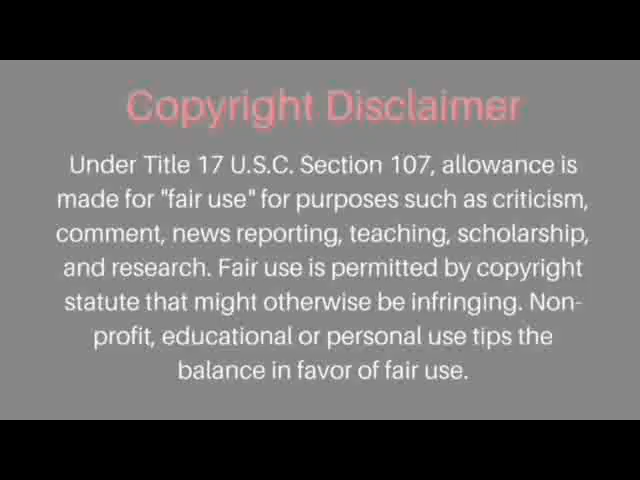 Copyright Disclaimer
Under Title 17 U.S.C. Section 107, allowance is
made for "fair use" for purposes such as criticism,
comment, news reporting, teaching, scholarship,
and research. Fair use is permitted by copyright
statute that might otherwise be infringing. Non-
profit, educational or personal use tips the
balance in favor of fair use.